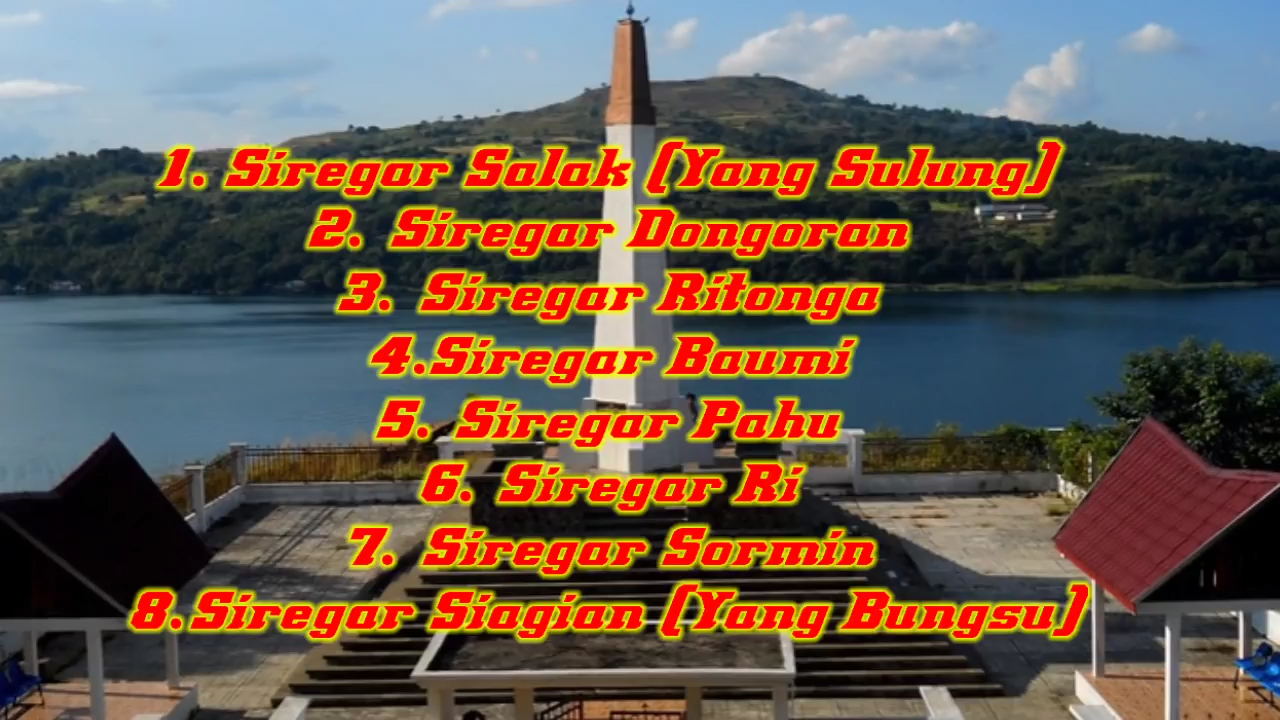 1. Siregar Salak (Yang Sulung)
2. Siregar Dongoran
3. Siregar Ritonga
4.Siregar Baumi
5. Siregar Pahu
6. Siregar Ri
7. Siregar Sormin
8.Siregar Siagian (Yang Bungsu)